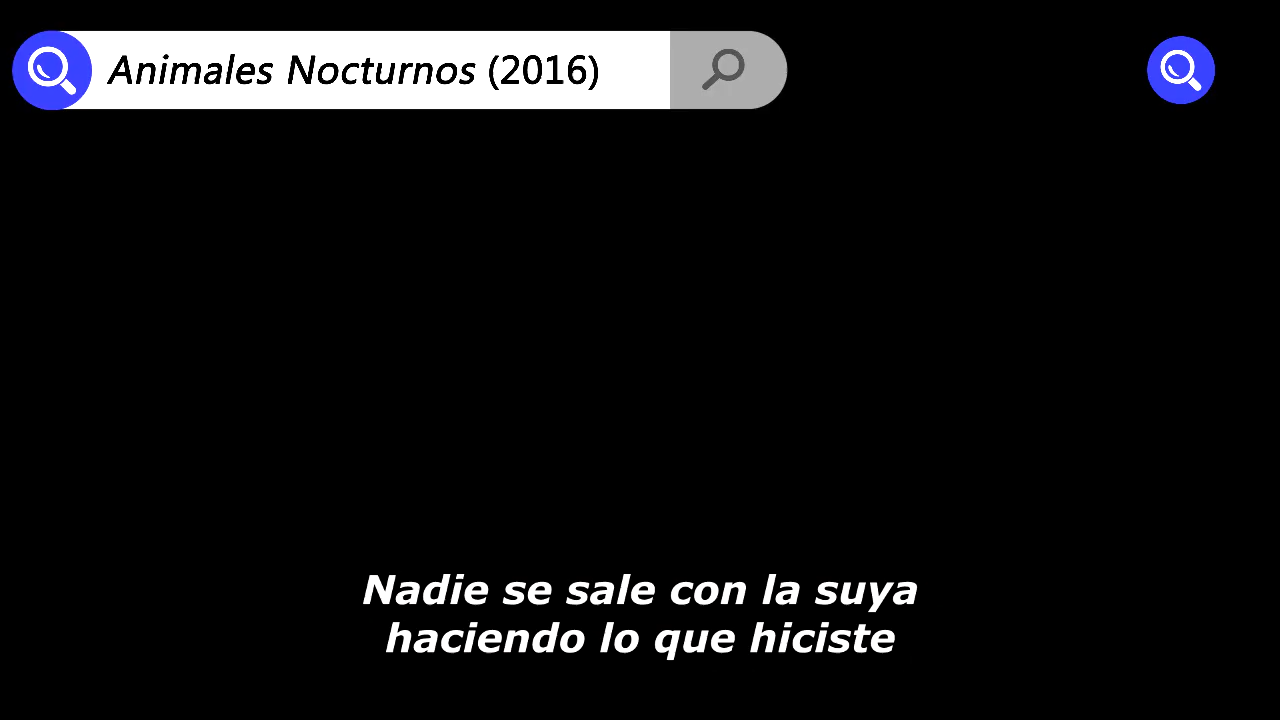 Animales Nocturnos (2016)
Nadie se sale con la suya
haciendo lo que hiciste